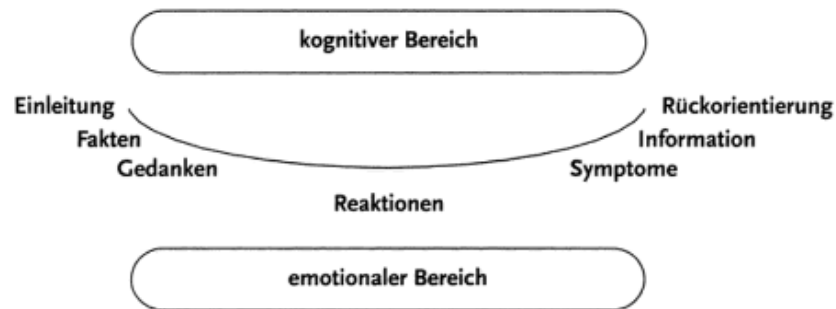 kognitiver Bereich
Einleitung
Rückorientierung
Fakten
Information
Gedanken
Symptome
Reaktionen
emotionaler Bereich